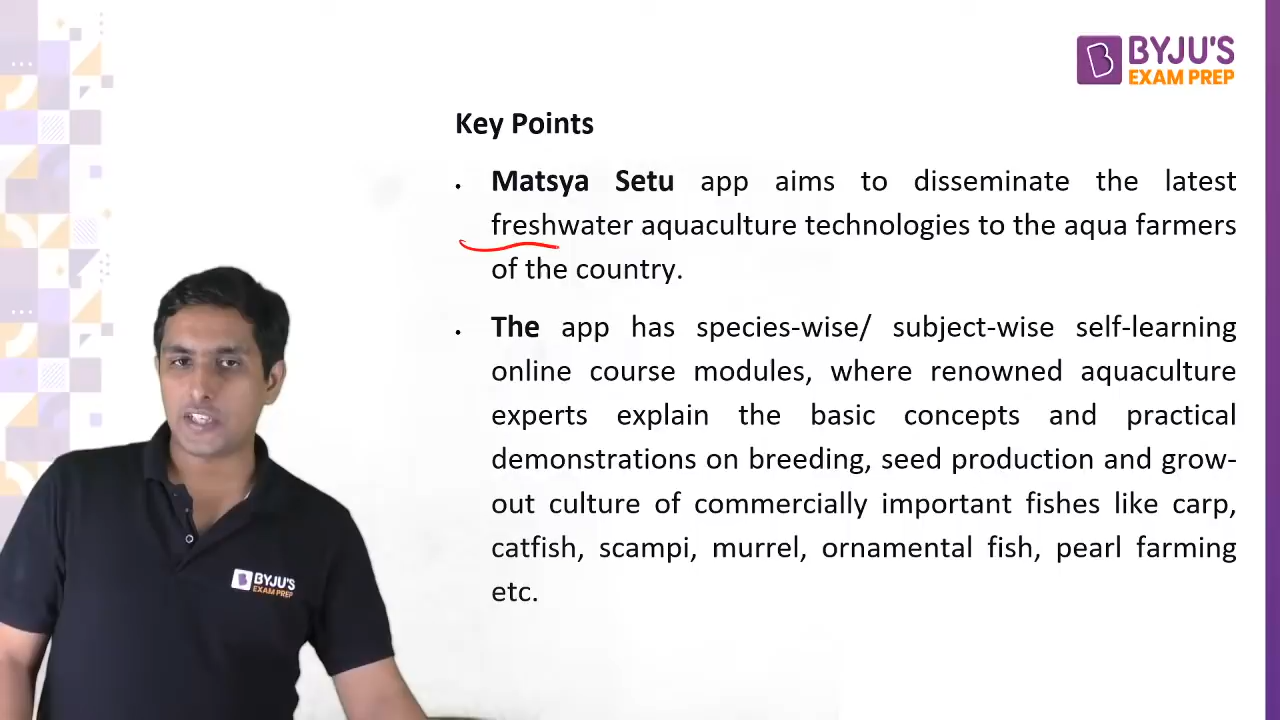 BYJU'S
EXAM PREP
Key Points
• Matsya Setu app aims to disseminate the latest
freshwater aquaculture technologies to the aqua farmers
of the country.
• The app has species-wise/ subject-wise self-learning
online course modules, where renowned aquaculture
experts explain the basic concepts and practical
demonstrations on breeding, seed production and grow-
out culture of commercially important fishes like carp,
catfish, scampi, murrel, ornamental fish, pearl farming
etc.
BYJU'S
EXAM PREP